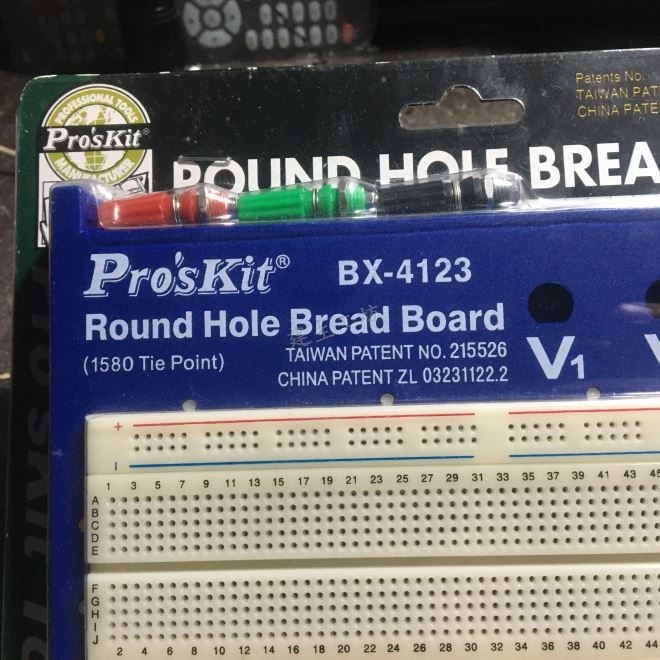 Patents No.
TAIWAN PAT
CHINA PATE
PROFESSIONAL TOOLS
Pro'sKit®
MANUFACTURER
ROUND HOLE BREA
Pro'sKit® BX-4123
Round Hole Bread Board
(1580 Tie Point)
TAIWAN PATENT NO. 215526
CHINA PATENT ZL 03231122.2
V1
+
1 3 5 7 9 11 13 15 17 19 21 23 25 27 29 31 33 35 37 39 41 43 45
A
B
C
D
E
F
G
H
I
J
2 4 6 8 10 12 14 16 18 20 22 24 26 28 30 32 34 36 38 40 42 44